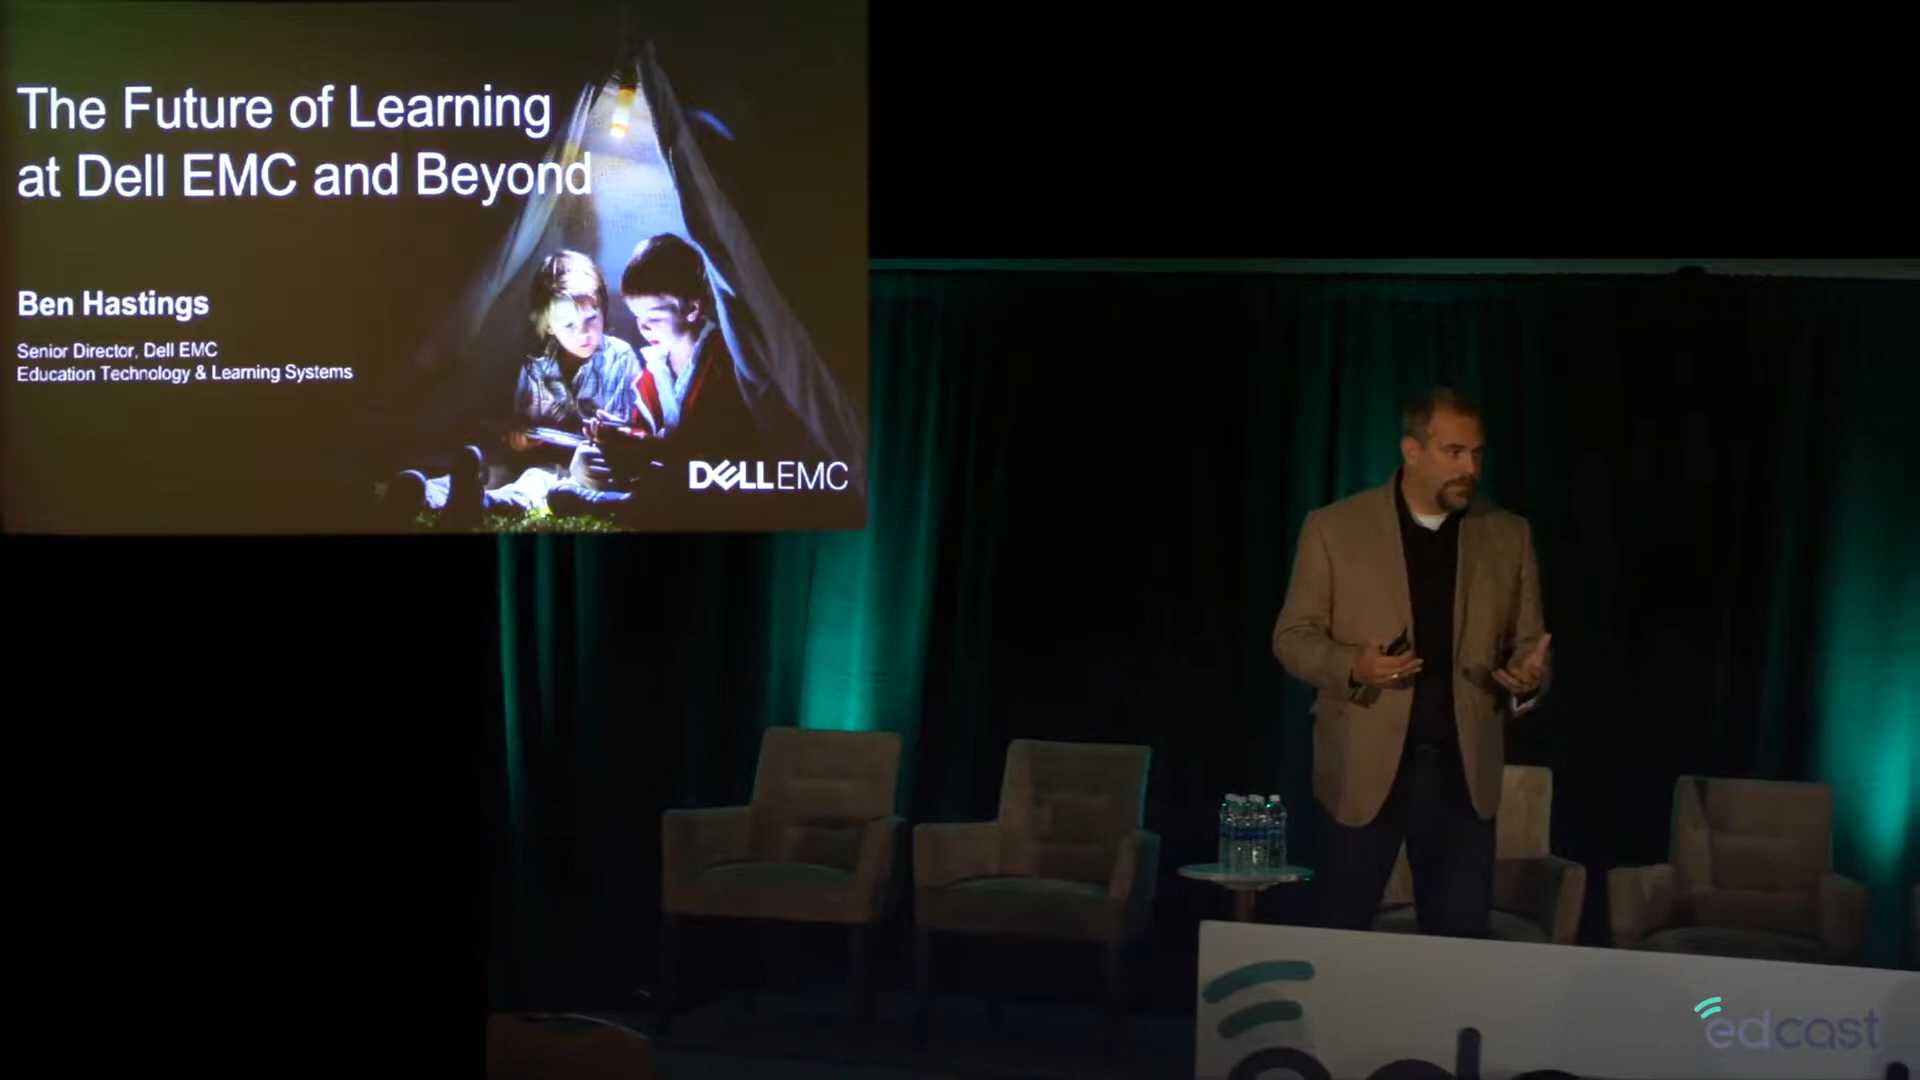 The Future of Learning
at Dell EMC and Beyond
Ben Hastings
Senior Director, Dell EMC
Education Technology & Learning Systems
DELLEMC
edcast